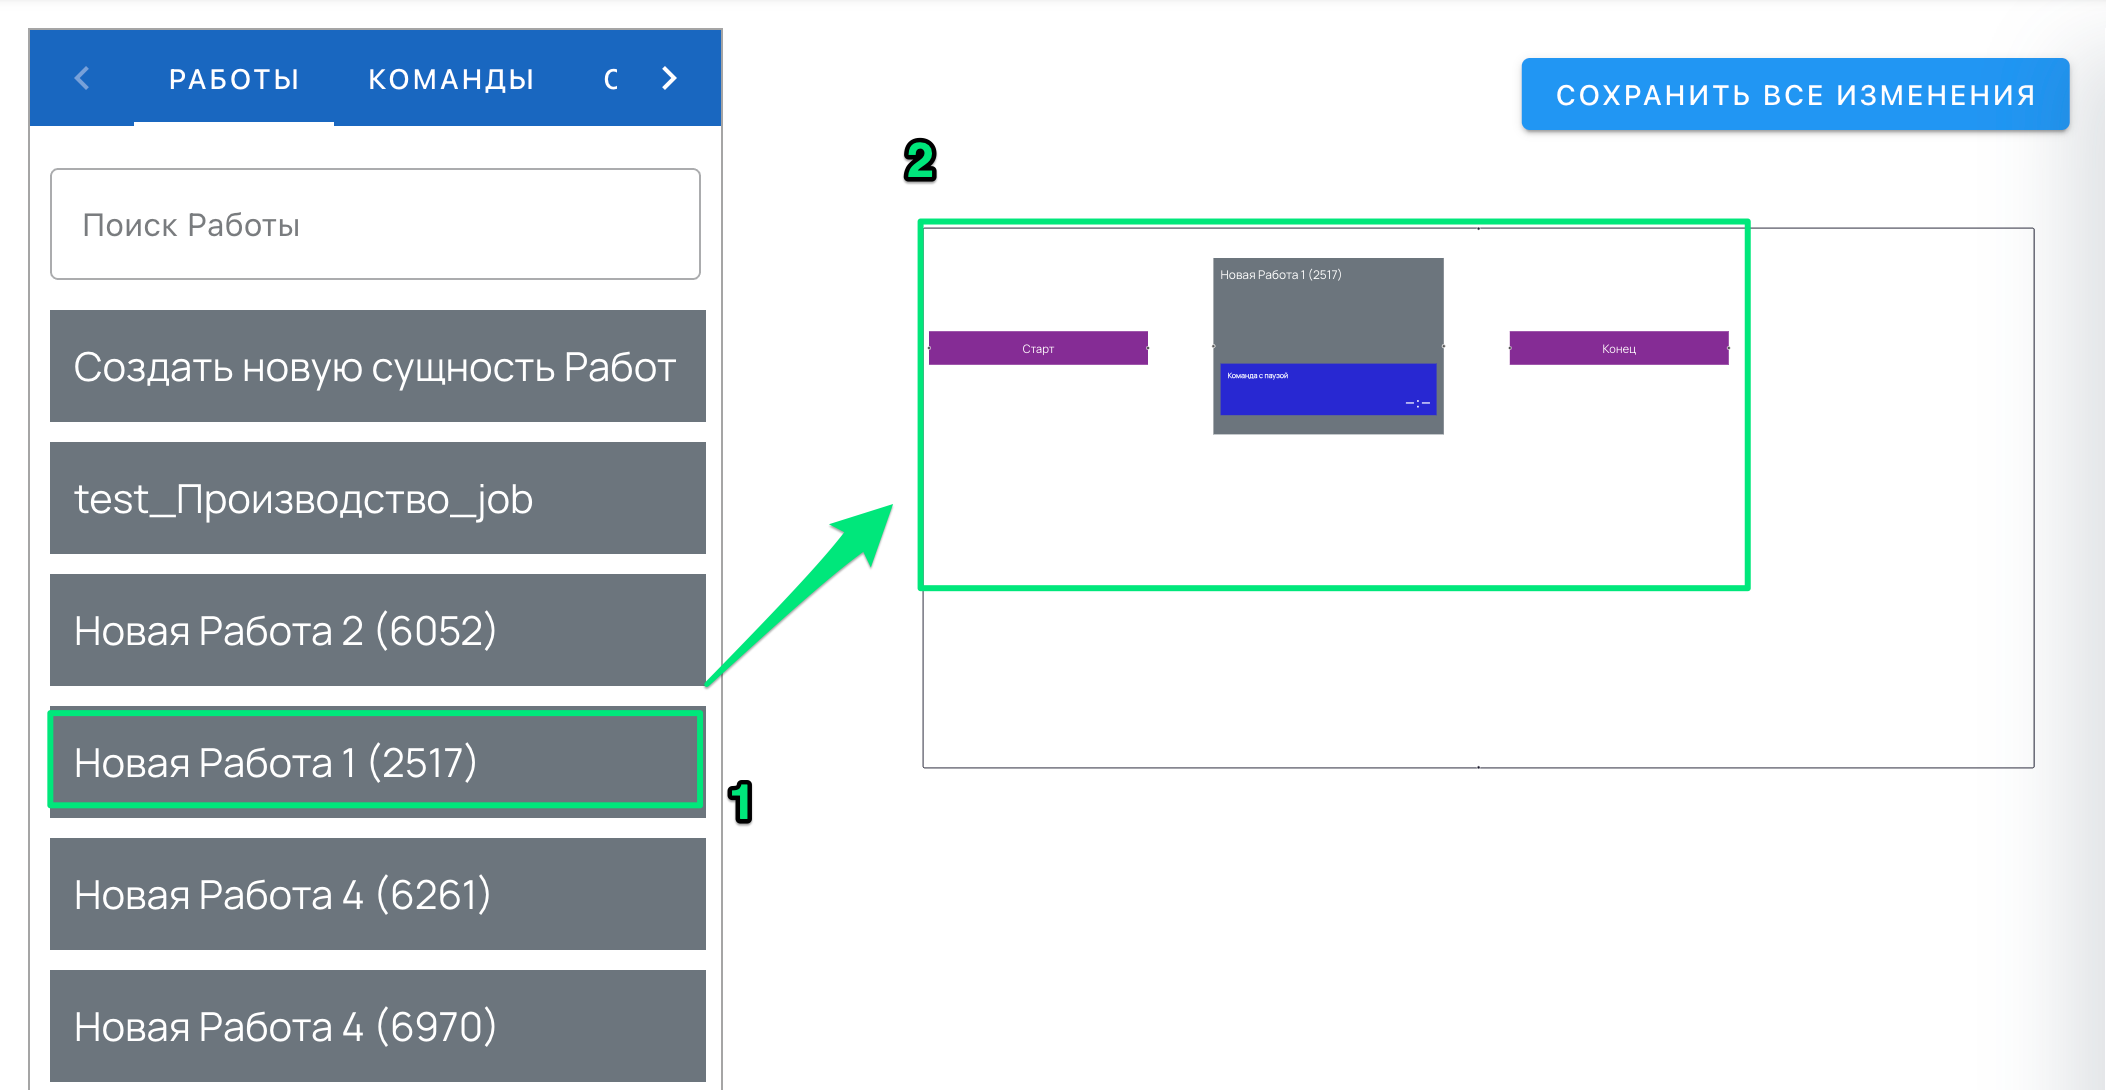 РАБОТЫ КОМАНДЫ С
СОХРАНИТЬ ВСЕ ИЗМЕНЕНИЯ
Поиск Работы
Создать новую сущность Работ
test_Производство_job
Новая Работа 2 (6052)
Новая Работа 1 (2517)
1
Новая Работа 4 (6261)
Новая Работа 4 (6970)
2
Новая Работа 1 (2517)
Старт
Команда с паузой
–:–
Конец